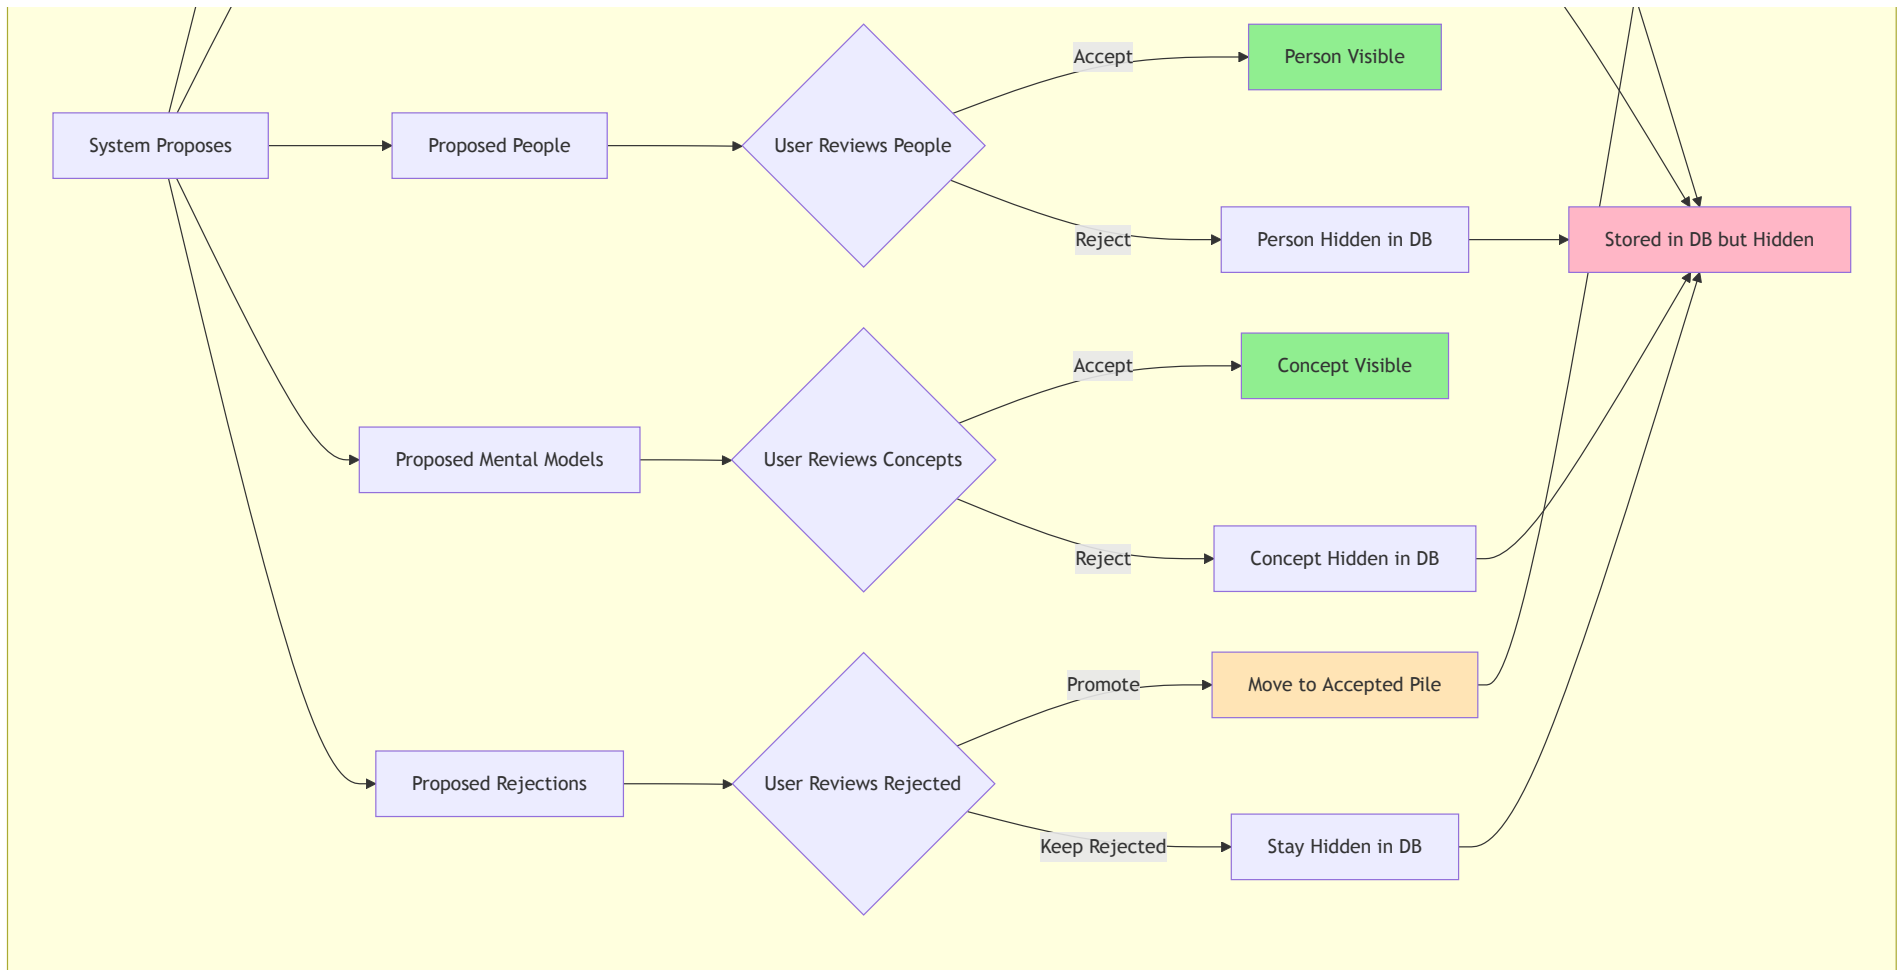 Accept
Person Visible
System Proposes
Proposed People
User Reviews People
Reject
Person Hidden in DB
Stored in DB but Hidden
Accept
Concept Visible
Proposed Mental Models
User Reviews Concepts
Reject
Concept Hidden in DB
Promote
Move to Accepted Pile
Proposed Rejections
User Reviews Rejected
Keep Rejected
Stay Hidden in DB